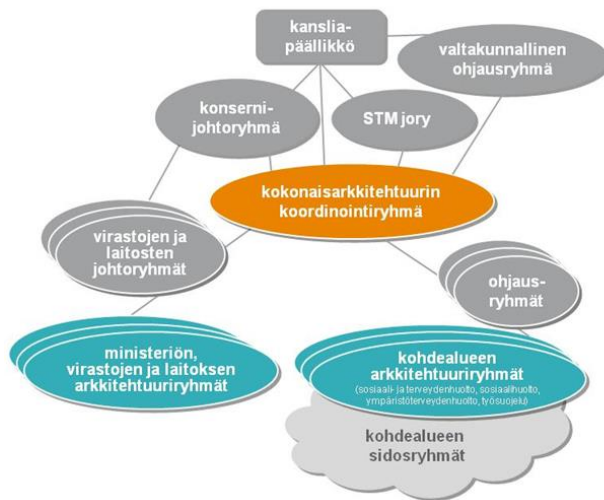 kanslia-
päällikkö
valtakunnallinen
ohjausryhmä
konserni-
johtoryhmä
STM jory
kokonaisarkkitehtuurin
koordinointiryhmä
virastojen ja
laitosten
johtoryhmät
ohjaus-
ryhmät
ministeriön,
virastojen ja laitoksen
arkkitehtuuriryhmät
kohdealueen
arkkitehtuuriryhmät
(sosiaali- ja terveydenhuolto, sosiaalihuolto,
ympäristöterveydenhuolto, työsuojelu)
kohdealueen
sidosryhmät